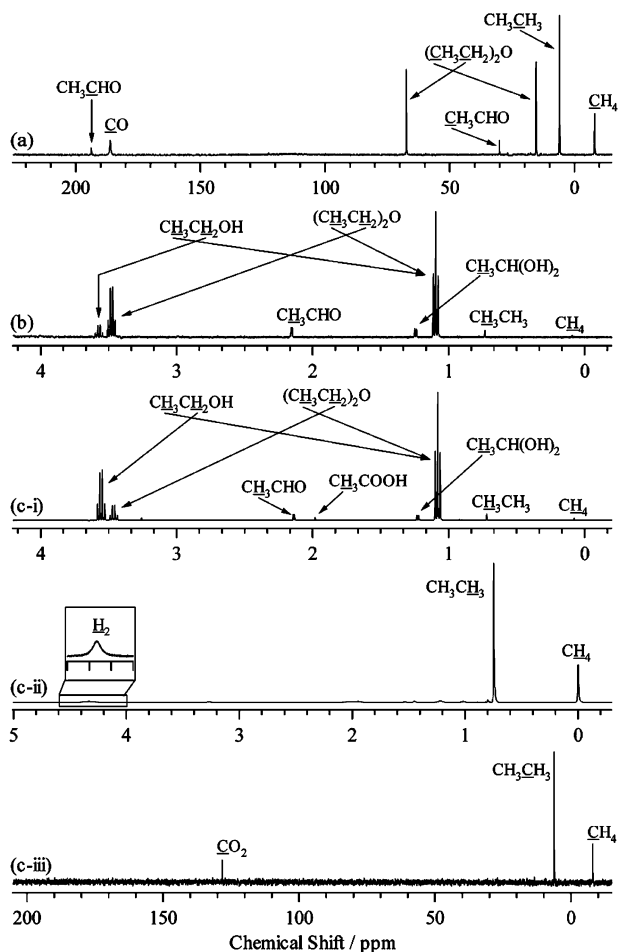 CH3CH3
(CH3CH2)2O
CH3CHO
CO
CH3CHO
CH4
(a)
200 150 100 50 0
CH3CH2OH
(CH3CH2)2O
CH3CH(OH)2
CH3CHO
CH3CH3
CH4
(b)
4 3 2 1 0
CH3CH2OH
(CH3CH2)2O
CH3CH(OH)2
CH3CHO
CH3COOH
CH3CH3
CH4
(c-i)
4 3 2 1 0
CH3CH3
H2
CH4
(c-ii)
5 4 3 2 1 0
CH3CH3
CO2
CH4
(c-iii)
200 150 100 50 0
Chemical Shift / ppm